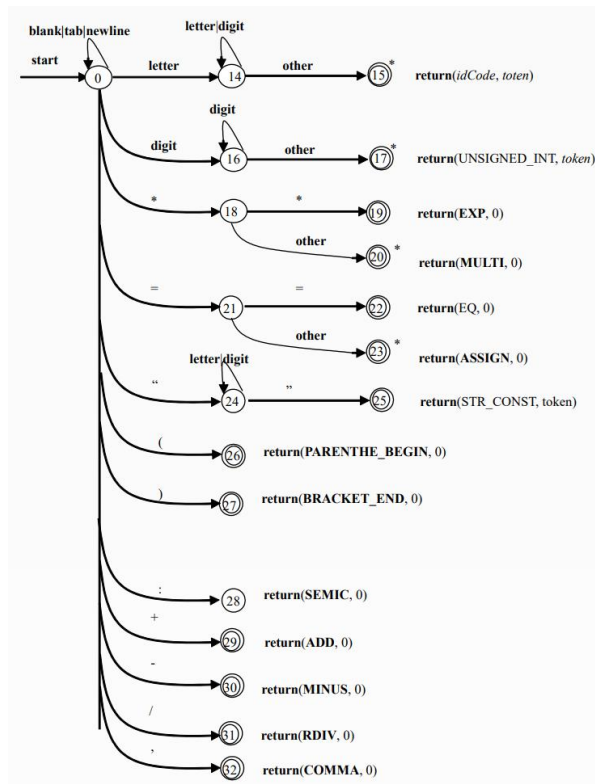 blank|tab|newline
start
0
letter
letter|digit
14
other
15
*
return(idCode, toten)
digit
digit
16
other
17
*
return(UNSIGNED_INT, token)
*
18
*
19
return(EXP, 0)
other
20
*
return(MULTI, 0)
=
21
=
22
return(EQ, 0)
other
23
*
return(ASSIGN, 0)
“
letter|digit
24
”
25
return(STR_CONST, token)
(
26
return(PARENTHE_BEGIN, 0)
)
27
return(BRACKET_END, 0)
:
28
return(SEMIC, 0)
+
29
return(ADD, 0)
-
30
return(MINUS, 0)
/
31
return(RDIV, 0)
,
32
return(COMMA, 0)